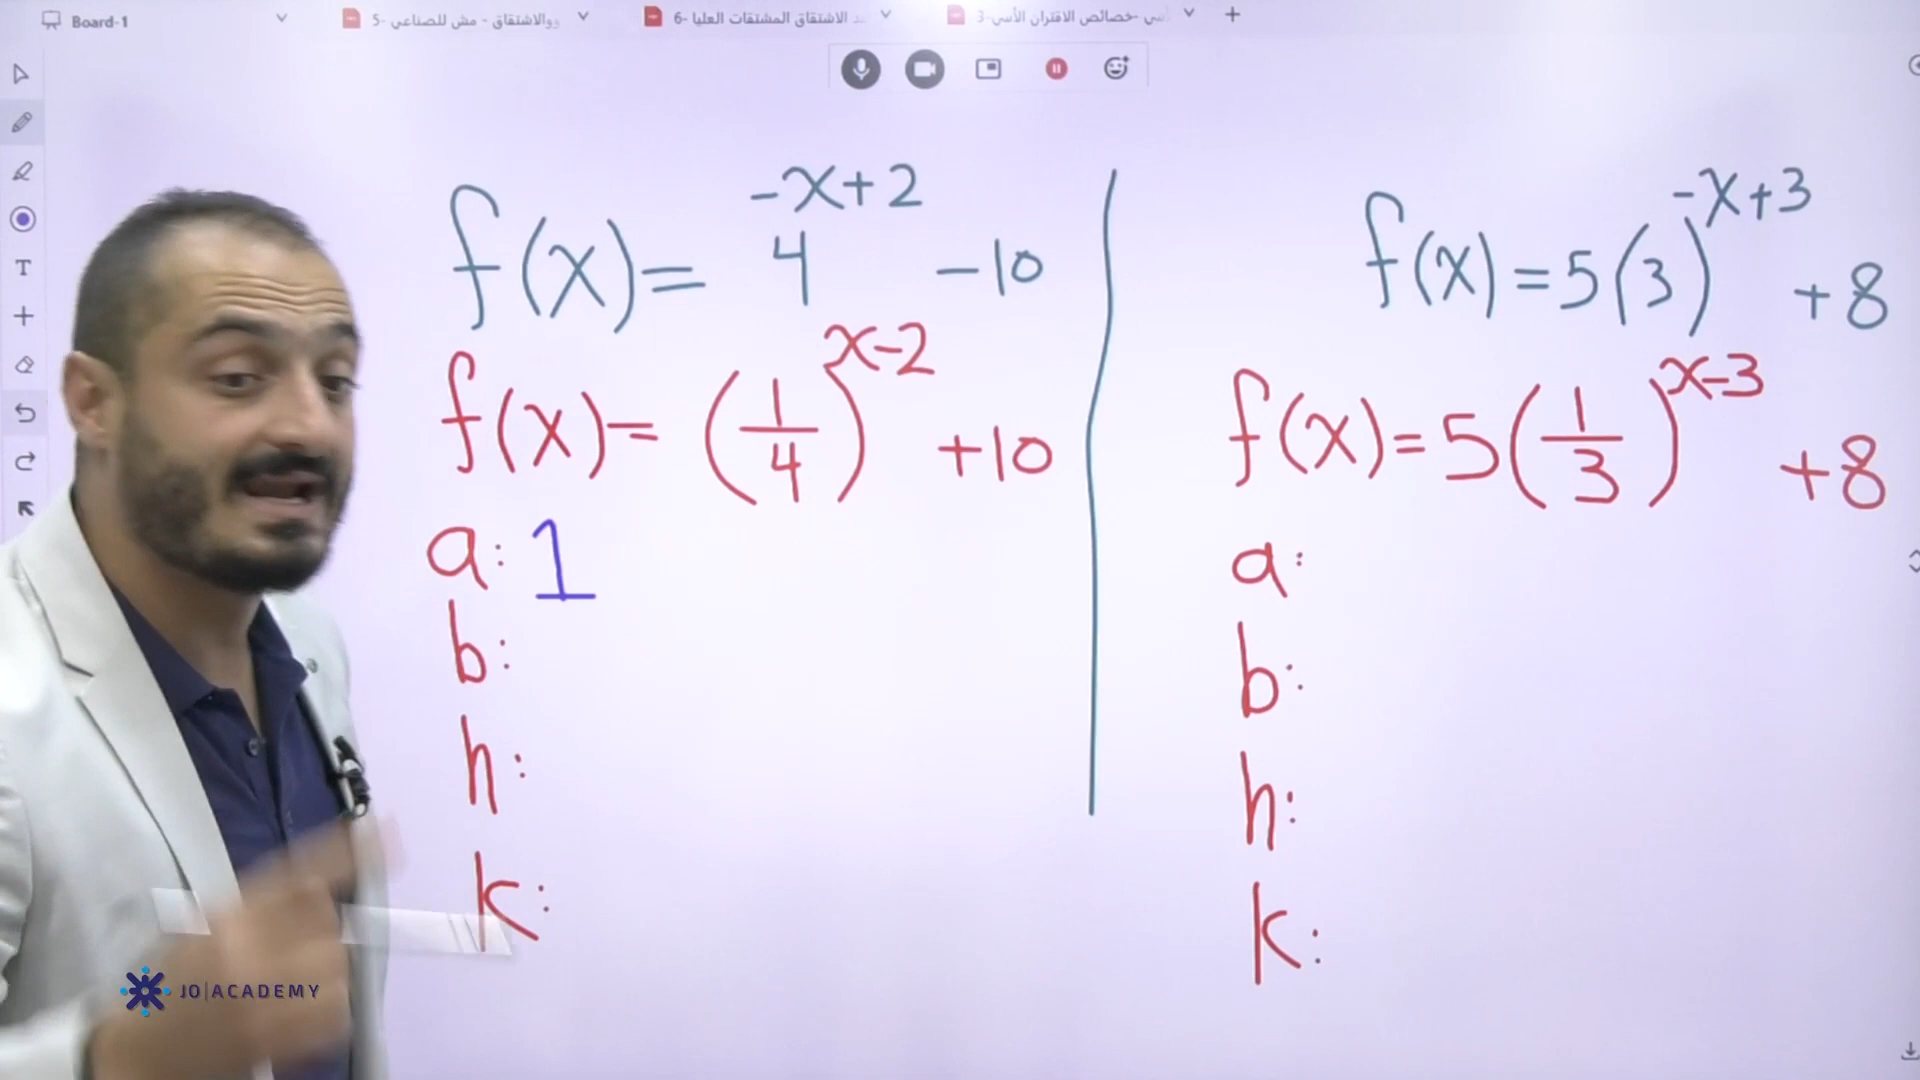 Board-1
5- والاشتقاق - مش للصناعي
6- الاشتقاق المشتقات العليا
3-خصائص الاقتران الأسي-
f(x)= 4^{-x+2} -10
f(x)= (1/4)^{x-2} +10
a: 1
b:
h:
k:
f(x)=5(3)^{-x+3} +8
f(x)=5(1/3)^{x-3} +8
a:
b:
h:
k:
T
JO|ACADEMY